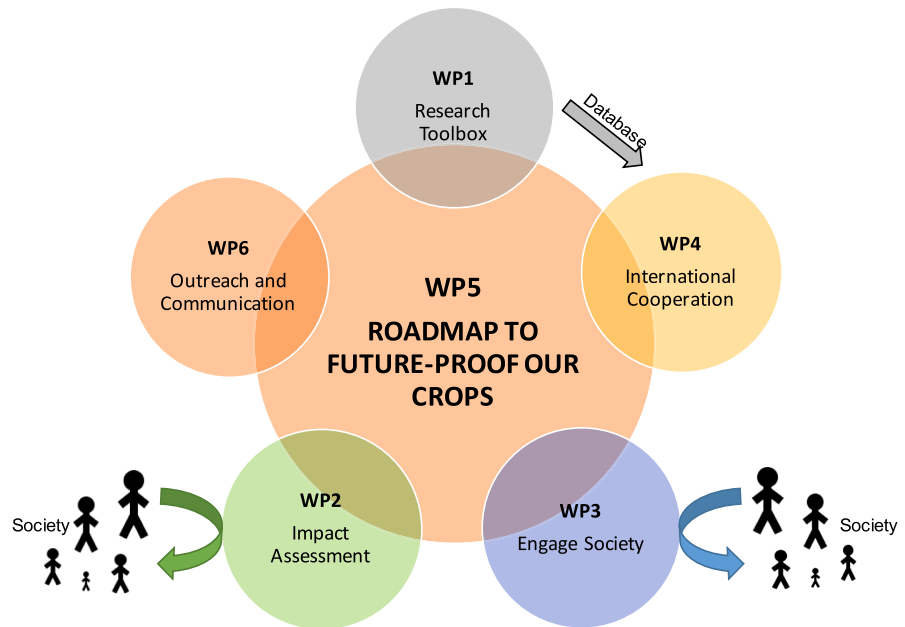 WP1
Research
Toolbox
Database
WP6
Outreach and
Communication
WP4
International
Cooperation
WP5
ROADMAP TO
FUTURE-PROOF OUR
CROPS
WP2
Impact
Assessment
WP3
Engage Society
Society
Society